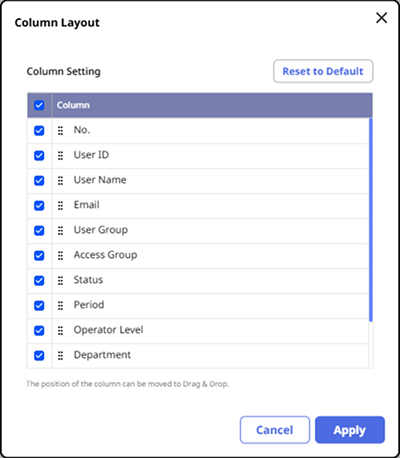 Column Layout
Column Setting
Reset to Default
Column
No.
User ID
User Name
Email
User Group
Access Group
Status
Period
Operator Level
Department
The position of the column can be moved to Drag & Drop.
Cancel
Apply